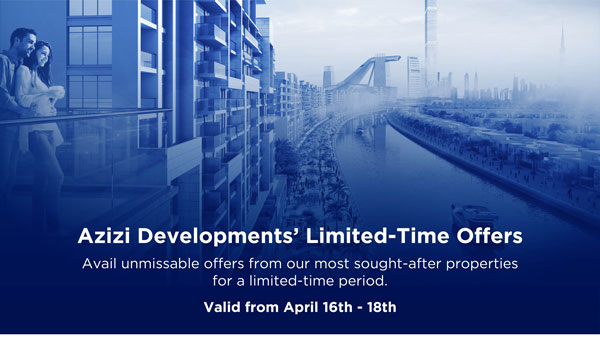 Azizi Developments’ Limited-Time Offers
Avail unmissable offers from our most sought-after properties
for a limited-time period.
Valid from April 16th - 18th